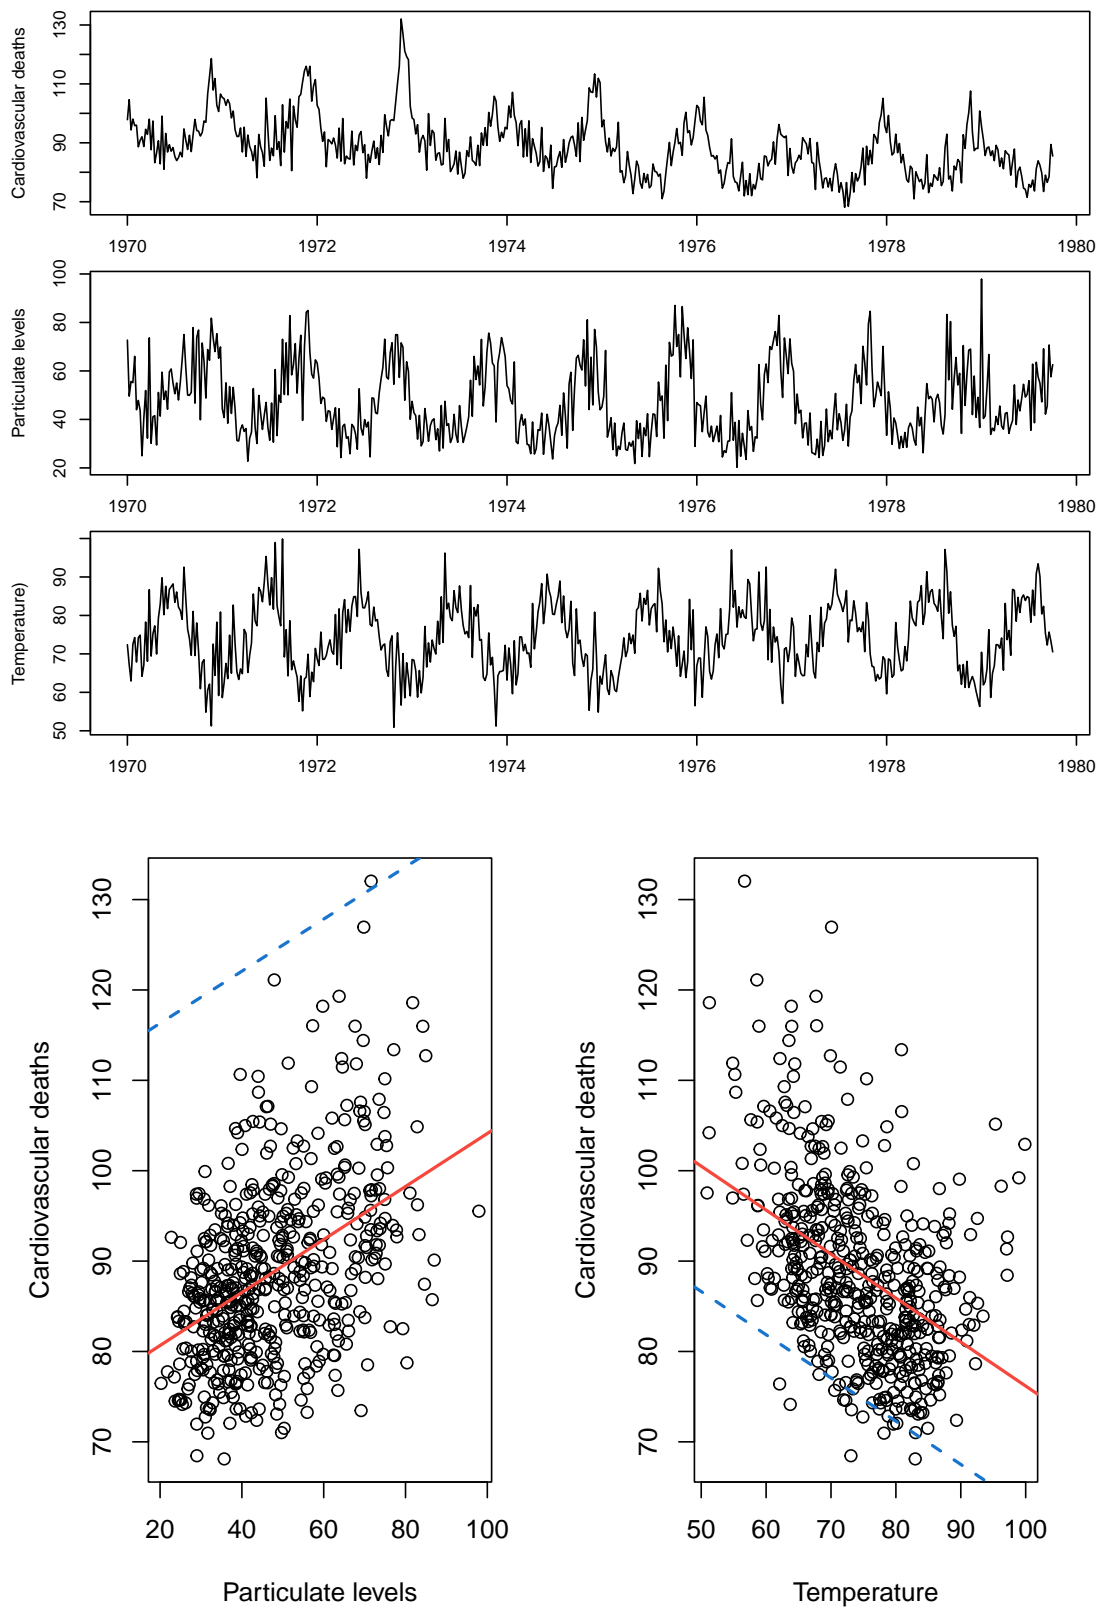 Cardiovascular deaths
130
110
90
70
1970 1972 1974 1976 1978 1980
Particulate levels
100
80
60
40
20
1970 1972 1974 1976 1978 1980
Temperature)
90
80
70
60
50
1970 1972 1974 1976 1978 1980
Cardiovascular deaths
130
120
110
100
90
80
70
20 40 60 80 100
Particulate levels
Cardiovascular deaths
130
120
110
100
90
80
70
50 60 70 80 90 100
Temperature